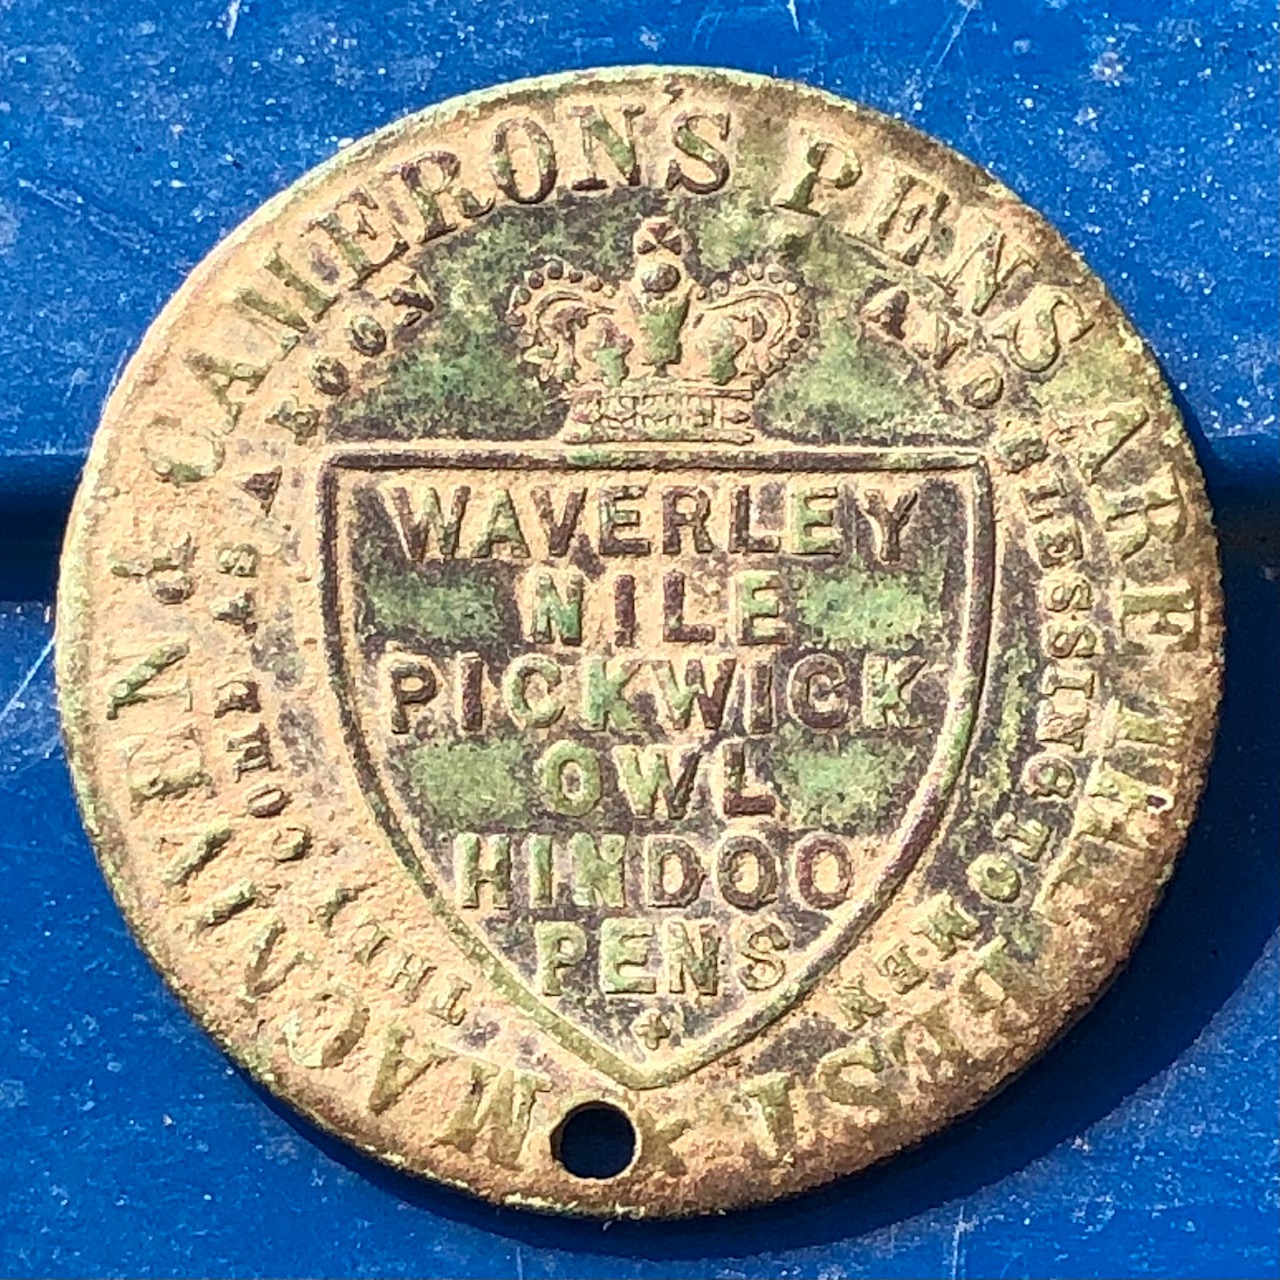 MACNIVEN & CAMERON'S PENS ARE THE BEST
THEY COME AS A BOON AND A BLESSING TO MEN
WAVERLEY
NILE
PICKWICK
OWL
HINDOO
PENS